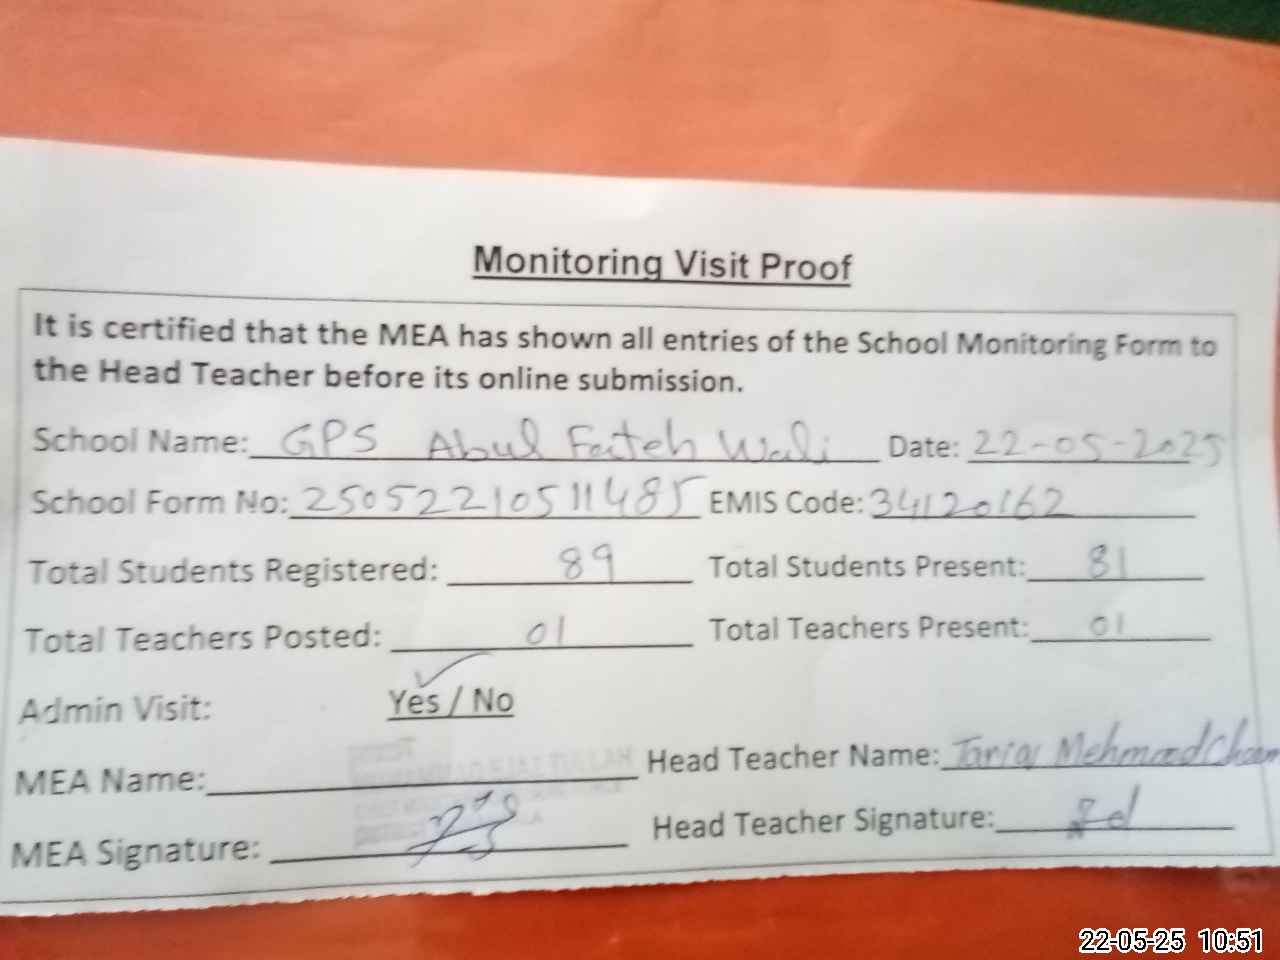 Monitoring Visit Proof
It is certified that the MEA has shown all entries of the School Monitoring Form to
the Head Teacher before its online submission.
School Name: GPS Abul Fateh Wali Date: 22-05-2025
School Form No: 25052210511485 EMIS Code: 34120162
Total Students Registered: 89 Total Students Present: 81
Total Teachers Posted: 01 Total Teachers Present: 01
Admin Visit: Yes / No
MEA Name: Head Teacher Name: Tariq Mehmood
MEA Signature: Head Teacher Signature:
22-05-25 10:51